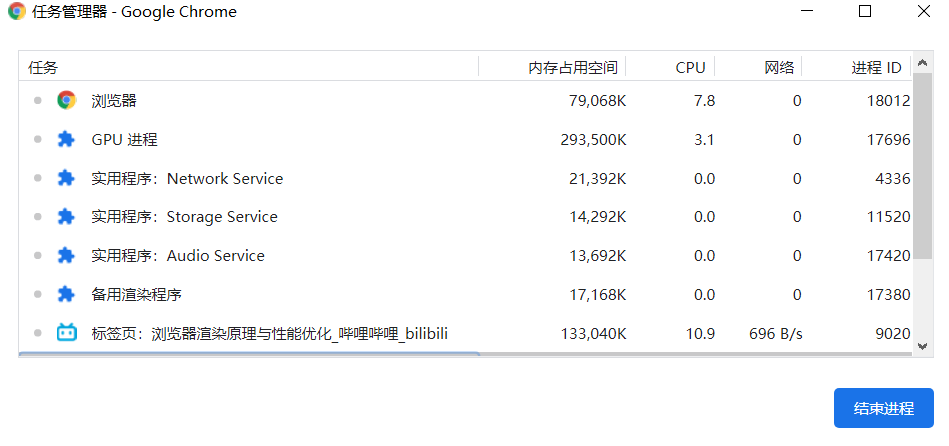 任务管理器 - Google Chrome
任务 内存占用空间 CPU 网络 进程 ID
浏览器 79,068K 7.8 0 18012
GPU 进程 293,500K 3.1 0 17696
实用程序：Network Service 21,392K 0.0 0 4336
实用程序：Storage Service 14,292K 0.0 0 11520
实用程序：Audio Service 13,692K 0.0 0 17420
备用渲染程序 17,168K 0.0 0 17380
标签页：浏览器渲染原理与性能优化_哔哩哔哩_bilibili 133,040K 10.9 696 B/s 9020
结束进程